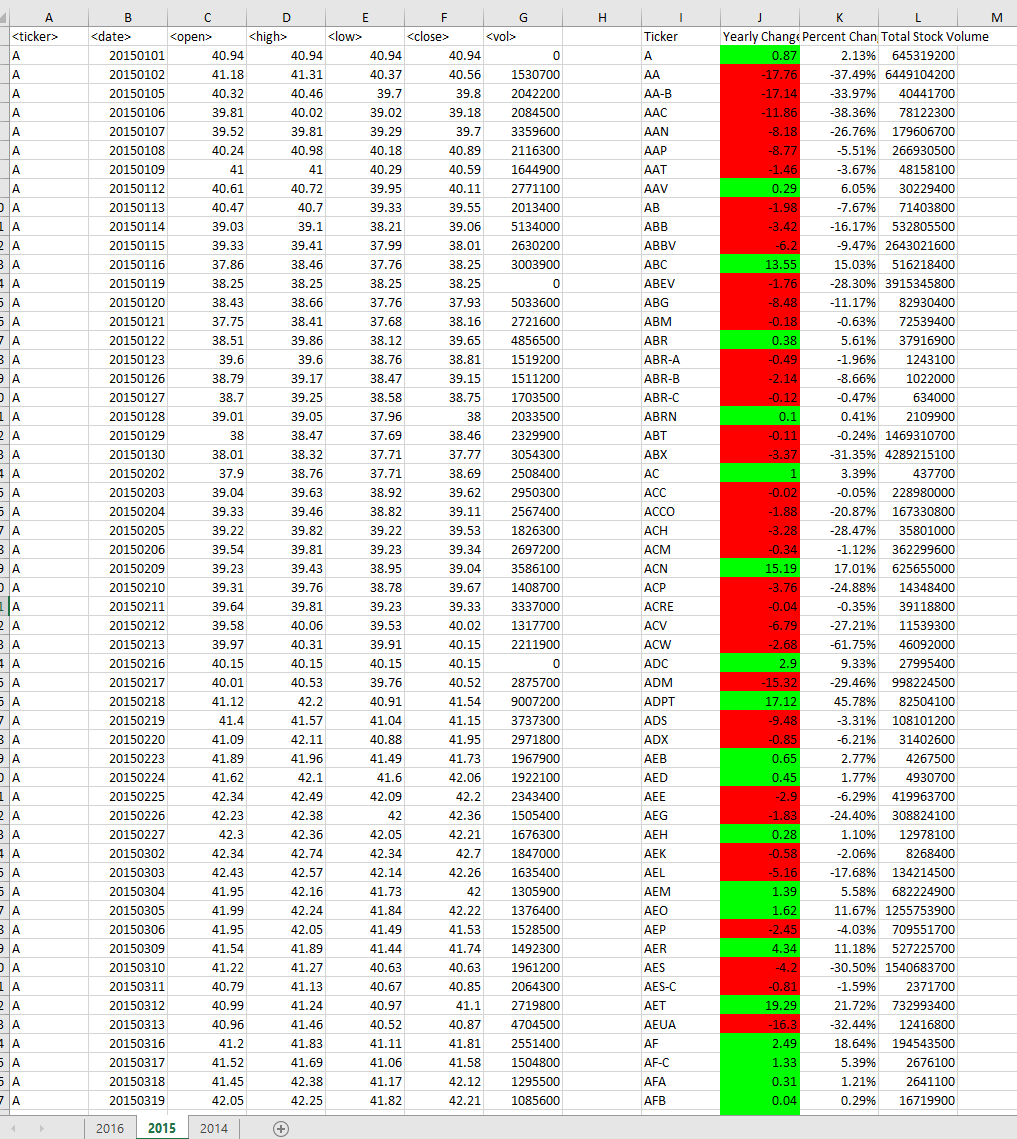 A B C D E F G H I J K L M
<ticker> <date> <open> <high> <low> <close> <vol> Ticker Yearly Change Percent Chan Total Stock Volume
A 20150101 40.94 40.94 40.94 40.94 0 A 0.87 2.13% 645319200
A 20150102 41.18 41.31 40.37 40.56 1530700 AA -17.76 -37.49% 6449104200
A 20150105 40.32 40.46 39.7 39.8 2042200 AA-B -17.14 -33.97% 40441700
A 20150106 39.81 40.02 39.02 39.18 2084500 AAC -11.86 -38.36% 78122300
A 20150107 39.52 39.81 39.29 39.7 3359600 AAN -8.18 -26.76% 179606700
A 20150108 40.24 40.98 40.18 40.89 2116300 AAP -8.77 -5.51% 266930500
A 20150109 41 41 40.29 40.59 1644900 AAT -1.46 -3.67% 48158100
A 20150112 40.61 40.72 39.95 40.11 2771100 AAV 0.29 6.05% 30229400
A 20150113 40.47 40.7 39.33 39.55 2013400 AB -1.98 -7.67% 71403800
A 20150114 39.03 39.1 38.21 39.06 5134000 ABB -3.42 -16.17% 532805500
A 20150115 39.33 39.41 37.99 38.01 2630200 ABBV -6.2 -9.47% 2643021600
A 20150116 37.86 38.46 37.76 38.25 3003900 ABC 13.55 15.03% 516218400
A 20150119 38.25 38.25 38.25 38.25 0 ABEV -1.76 -28.30% 3915345800
A 20150120 38.43 38.66 37.76 37.93 5033600 ABG -8.48 -11.17% 82930400
A 20150121 37.75 38.41 37.68 38.16 2721600 ABM -0.18 -0.63% 72539400
A 20150122 38.51 39.86 38.12 39.65 4856500 ABR 0.38 5.61% 37916900
A 20150123 39.6 39.6 38.76 38.81 1519200 ABR-A -0.49 -1.96% 1243100
A 20150126 38.79 39.17 38.47 39.15 1511200 ABR-B -2.14 -8.66% 1022000
A 20150127 38.7 39.25 38.58 38.75 1703500 ABR-C -0.12 -0.47% 634000
A 20150128 39.01 39.05 37.96 38 2033500 ABRN 0.1 0.41% 2109900
A 20150129 38 38.47 37.69 38.46 2329900 ABT -0.11 -0.24% 1469310700
A 20150130 38.01 38.32 37.71 37.77 3054300 ABX -3.37 -31.35% 4289215100
A 20150202 37.9 38.76 37.71 38.69 2508400 AC 1 3.39% 437700
A 20150203 39.04 39.63 38.92 39.62 2950300 ACC -0.02 -0.05% 228980000
A 20150204 39.33 39.46 38.82 39.11 2567400 ACCO -1.88 -20.87% 167330800
A 20150205 39.22 39.82 39.22 39.53 1826300 ACH -3.28 -28.47% 35801000
A 20150206 39.54 39.81 39.23 39.34 2697200 ACM -0.34 -1.12% 362299600
A 20150209 39.23 39.43 38.95 39.04 3586100 ACN 15.19 17.01% 625655000
A 20150210 39.31 39.76 38.78 39.67 1408700 ACP -3.76 -24.88% 14348400
A 20150211 39.64 39.81 39.23 39.33 3337000 ACRE -0.04 -0.35% 39118800
A 20150212 39.58 40.06 39.53 40.02 1317700 ACV -6.79 -27.21% 11539300
A 20150213 39.97 40.31 39.91 40.15 2211900 ACW -2.68 -61.75% 46092000
A 20150216 40.15 40.15 40.15 40.15 0 ADC 2.9 9.33% 27995400
A 20150217 40.01 40.53 39.76 40.52 2875700 ADM -15.32 -29.46% 998224500
A 20150218 41.12 42.2 40.91 41.54 9007200 ADPT 17.12 45.78% 82504100
A 20150219 41.4 41.57 41.04 41.15 3737300 ADS -9.48 -3.31% 108101200
A 20150220 41.09 42.11 40.88 41.95 2971800 ADX -0.85 -6.21% 31402600
A 20150223 41.89 41.96 41.49 41.73 1967900 AEB 0.65 2.77% 4267500
A 20150224 41.62 42.1 41.6 42.06 1922100 AED 0.45 1.77% 4930700
A 20150225 42.34 42.49 42.09 42.2 2343400 AEE -2.9 -6.29% 419963700
A 20150226 42.23 42.38 42 42.36 1505400 AEG -1.83 -24.40% 308824100
A 20150227 42.3 42.36 42.05 42.21 1676300 AEH 0.28 1.10% 12978100
A 20150302 42.34 42.74 42.34 42.7 1847000 AEK -0.58 -2.06% 8268400
A 20150303 42.43 42.57 42.14 42.26 1635400 AEL -5.16 -17.68% 134214500
A 20150304 41.95 42.16 41.73 42 1305900 AEM 1.39 5.58% 682224900
A 20150305 41.99 42.24 41.84 42.22 1376400 AEO 1.62 11.67% 1255753900
A 20150306 41.95 42.05 41.49 41.53 1528500 AEP -2.45 -4.03% 709551700
A 20150309 41.54 41.89 41.44 41.74 1492300 AER 4.34 11.18% 527225700
A 20150310 41.22 41.27 40.63 40.63 1961200 AES -4.2 -30.50% 1540683700
A 20150311 40.79 41.13 40.67 40.85 2064300 AES-C -0.81 -1.59% 2371700
A 20150312 40.99 41.24 40.97 41.1 2719800 AET 19.29 21.72% 732993400
A 20150313 40.96 41.46 40.52 40.87 4704500 AEUA -16.3 -32.44% 12416800
A 20150316 41.2 41.83 41.11 41.81 2551400 AF 2.49 18.64% 194543500
A 20150317 41.52 41.69 41.06 41.58 1504800 AF-C 1.33 5.39% 2676100
A 20150318 41.45 42.38 41.17 42.12 1295500 AFA 0.31 1.21% 2641100
A 20150319 42.05 42.25 41.82 42.21 1085600 AFB 0.04 0.29% 16719900
2016 2015 2014